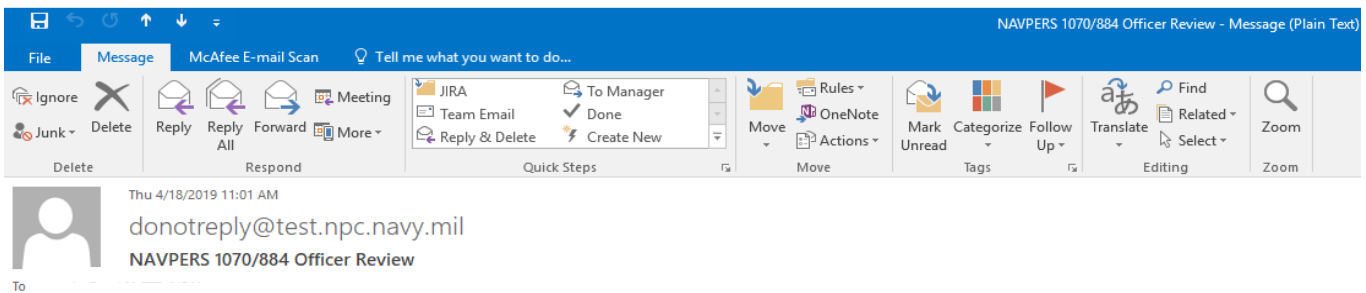 NAVPERS 1070/884 Officer Review - Message (Plain Text)
File Message McAfee E-mail Scan Tell me what you want to do...
Ignore
Junk
Delete
Reply
Reply All
Forward
Meeting
More
JIRA
Team Email
Reply & Delete
To Manager
Done
Create New
Move
Rules
OneNote
Actions
Mark Unread
Categorize
Follow Up
Translate
Find
Related
Select
Zoom
Delete Respond Quick Steps Move Tags Editing Zoom
Thu 4/18/2019 11:01 AM
donotreply@test.npc.navy.mil
NAVPERS 1070/884 Officer Review
To